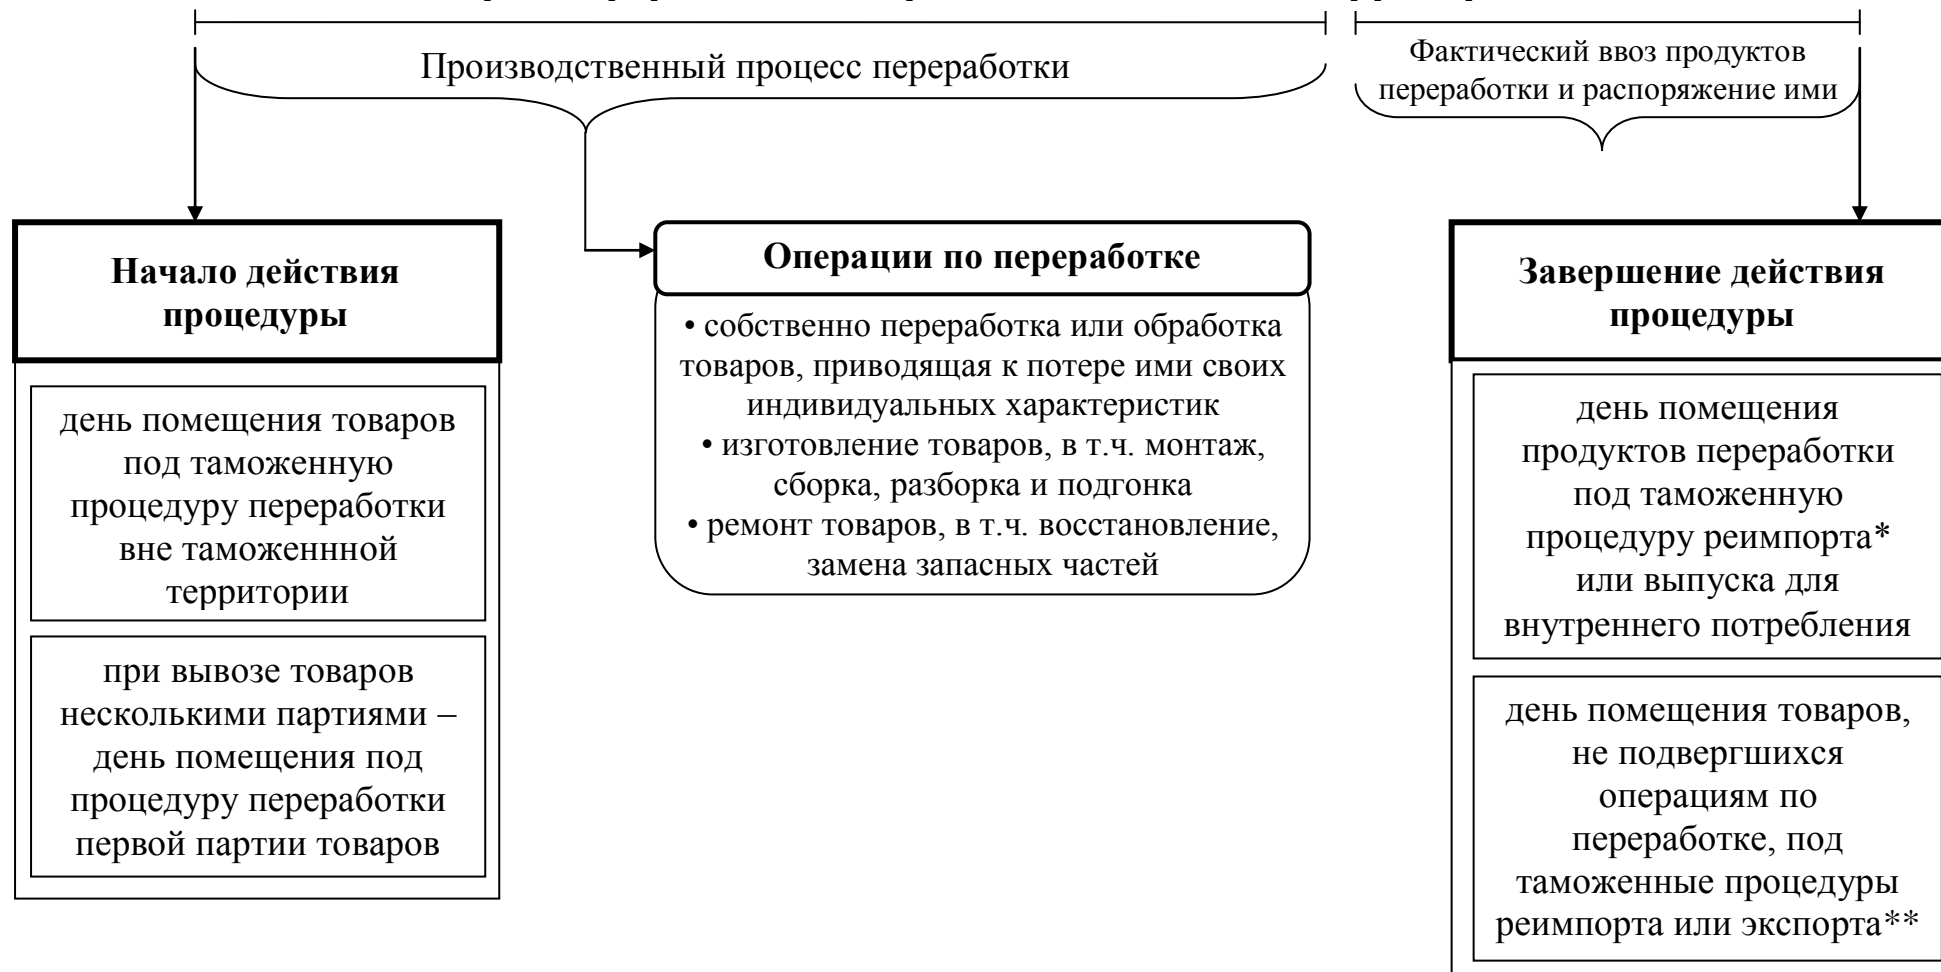 Производственный процесс переработки
Фактический ввоз продуктов
переработки и распоряжение ими
Начало действия
процедуры
день помещения товаров
под таможенную
процедуру переработки
вне таможеннной
территории
при вывозе товаров
несколькими партиями –
день помещения под
процедуру переработки
первой партии товаров
Операции по переработке
• собственно переработка или обработка
товаров, приводящая к потере ими своих
индивидуальных характеристик
• изготовление товаров, в т.ч. монтаж,
сборка, разборка и подгонка
• ремонт товаров, в т.ч. восстановление,
замена запасных частей
Завершение действия
процедуры
день помещения
продуктов переработки
под таможенную
процедуру реимпорта*
или выпуска для
внутреннего потребления
день помещения товаров,
не подвергшихся
операциям по
переработке, под
таможенные процедуры
реимпорта или экспорта**